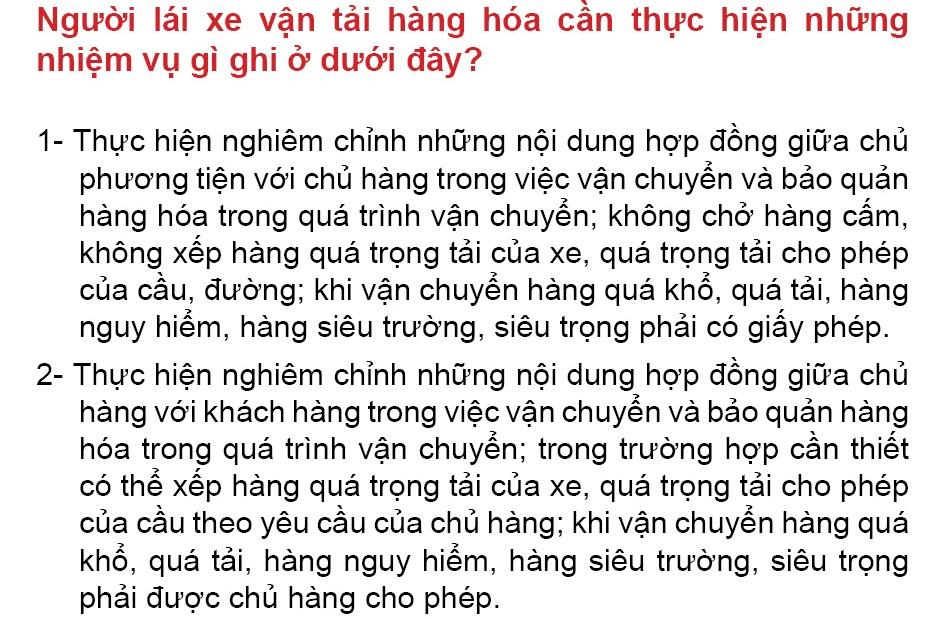 Người lái xe vận tải hàng hóa cần thực hiện những
nhiệm vụ gì ghi ở dưới đây?
1- Thực hiện nghiêm chỉnh những nội dung hợp đồng giữa chủ
phương tiện với chủ hàng trong việc vận chuyển và bảo quản
hàng hóa trong quá trình vận chuyển; không chở hàng cấm,
không xếp hàng quá trọng tải của xe, quá trọng tải cho phép
của cầu, đường; khi vận chuyển hàng quá khổ, quá tải, hàng
nguy hiểm, hàng siêu trường, siêu trọng phải có giấy phép.
2- Thực hiện nghiêm chỉnh những nội dung hợp đồng giữa chủ
hàng với khách hàng trong việc vận chuyển và bảo quản hàng
hóa trong quá trình vận chuyển; trong trường hợp cần thiết
có thể xếp hàng quá trọng tải của xe, quá trọng tải cho phép
của cầu theo yêu cầu của chủ hàng; khi vận chuyển hàng quá
khổ, quá tải, hàng nguy hiểm, hàng siêu trường, siêu trọng
phải được chủ hàng cho phép.